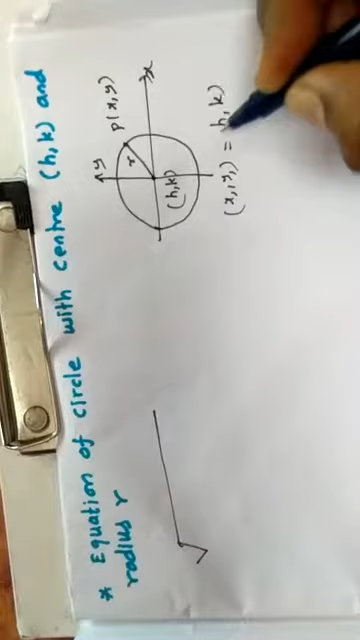 * Equation of circle with centre (h,k) and
radius r
y
P(x,y)
x
r
(h,k)
(x₁,y₁) = h,k)